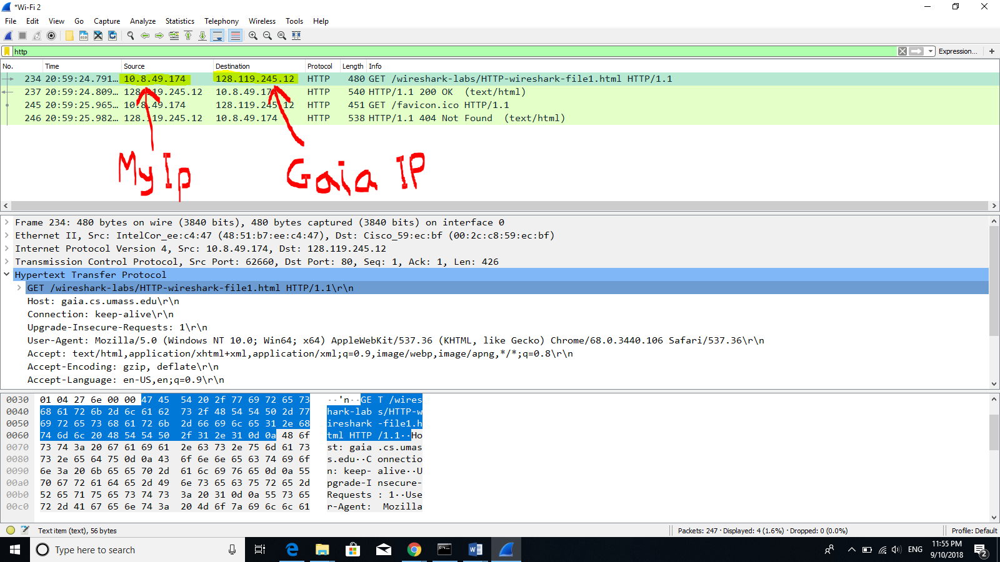 *Wi-Fi 2
File Edit View Go Capture Analyze Statistics Telephony Wireless Tools Help
http
Expression... +
No. Time Source Destination Protocol Length Info
234 20:59:24.791... 10.8.49.174 128.119.245.12 HTTP 480 GET /wireshark-labs/HTTP-wireshark-file1.html HTTP/1.1
237 20:59:24.809... 128.119.245.12 10.8.49.174 HTTP 540 HTTP/1.1 200 OK (text/html)
245 20:59:25.965... 10.8.49.174 128.119.245.12 HTTP 451 GET /favicon.ico HTTP/1.1
246 20:59:25.982... 128.119.245.12 10.8.49.174 HTTP 538 HTTP/1.1 404 Not Found (text/html)
My Ip
Gaia IP
Frame 234: 480 bytes on wire (3840 bits), 480 bytes captured (3840 bits) on interface 0
Ethernet II, Src: IntelCor_ee:c4:47 (48:51:b7:ee:c4:47), Dst: Cisco_59:ec:bf (00:2c:c8:59:ec:bf)
Internet Protocol Version 4, Src: 10.8.49.174, Dst: 128.119.245.12
Transmission Control Protocol, Src Port: 62660, Dst Port: 80, Seq: 1, Ack: 1, Len: 426
Hypertext Transfer Protocol
GET /wireshark-labs/HTTP-wireshark-file1.html HTTP/1.1\r\n
Host: gaia.cs.umass.edu\r\n
Connection: keep-alive\r\n
Upgrade-Insecure-Requests: 1\r\n
User-Agent: Mozilla/5.0 (Windows NT 10.0; Win64; x64) AppleWebKit/537.36 (KHTML, like Gecko) Chrome/68.0.3440.106 Safari/537.36\r\n
Accept: text/html,application/xhtml+xml,application/xml;q=0.9,image/webp,image/apng,*/*;q=0.8\r\n
Accept-Encoding: gzip, deflate\r\n
Accept-Language: en-US,en;q=0.9\r\n
0030 01 04 27 6e 00 00 47 45 54 20 2f 77 69 72 65 73 ··'n··GE T /wires
0040 68 61 72 6b 2d 6c 61 62 73 2f 48 54 54 50 2d 77 hark-lab s/HTTP-w
0050 69 72 65 73 68 61 72 6b 2d 66 69 6c 65 31 2e 68 ireshark -file1.h
0060 74 6d 6c 20 48 54 54 50 2f 31 2e 31 0d 0a 48 6f tml HTTP /1.1··Ho
0070 73 74 3a 20 67 61 69 61 2e 63 73 2e 75 6d 61 73 st: gaia .cs.umas
0080 73 2e 65 64 75 0d 0a 43 6f 6e 6e 65 63 74 69 6f s.edu··C onnectio
0090 6e 3a 20 6b 65 65 70 2d 61 6c 69 76 65 0d 0a 55 n: keep- alive··U
00a0 70 67 72 61 64 65 2d 49 6e 73 65 63 75 72 65 2d pgrade-I nsecure-
00b0 52 65 71 75 65 73 74 73 3a 20 31 0d 0a 55 73 65 Requests : 1··Use
00c0 72 2d 41 67 65 6e 74 3a 20 4d 6f 7a 69 6c 6c 61 r-Agent: Mozilla
Text item (text), 56 bytes
Packets: 247 · Displayed: 4 (1.6%) · Dropped: 0 (0.0%)
Profile: Default
Type here to search
ENG
11:55 PM
9/10/2018
2